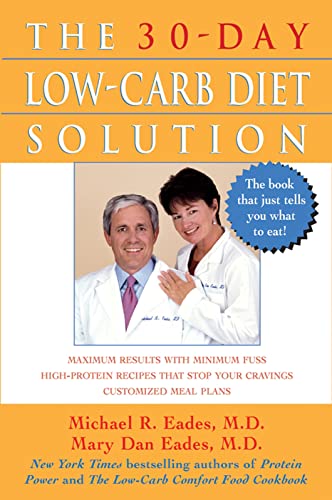 THE 30-DAY
LOW-CARB DIET
SOLUTION
The book
that just tells
you what
to eat!
Michael R. Eades, M.D.
MAXIMUM RESULTS WITH MINIMUM FUSS
HIGH-PROTEIN RECIPES THAT STOP YOUR CRAVINGS
CUSTOMIZED MEAL PLANS
Michael R. Eades, M.D.
Mary Dan Eades, M.D.
New York Times bestselling authors of Protein
Power and The Low-Carb Comfort Food Cookbook